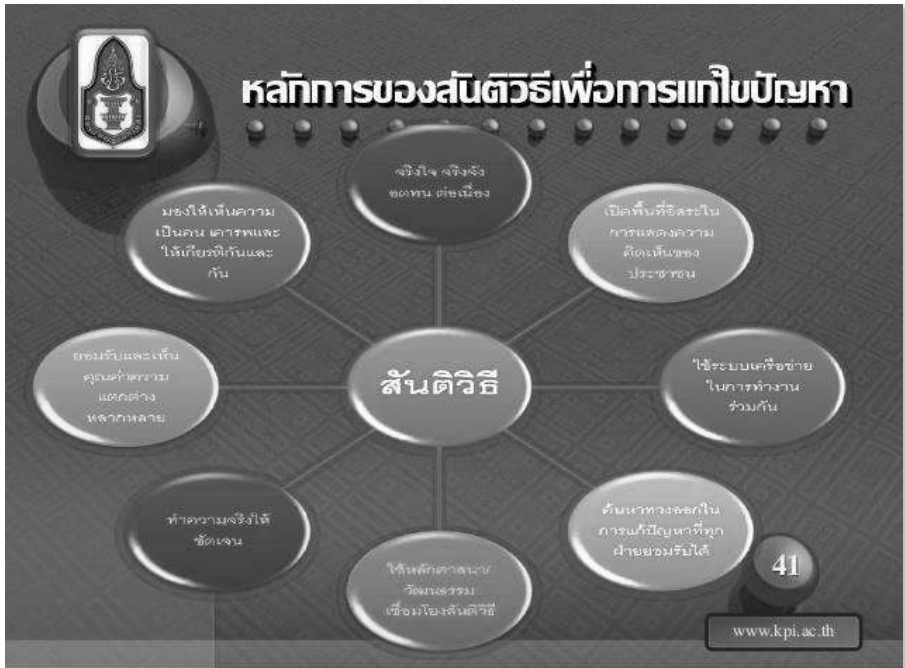 หลักการของสันติวิธีเพื่อการแก้ไขปัญหา
จริงใจ จริงจัง
อดทน ต่อเนื่อง
เปิดพื้นที่อิสระใน
การแสดงความ
คิดเห็นของ
ประชาชน
ใช้ระบบเครือข่าย
ในการทำงาน
ร่วมกัน
ค้นหาทางออกใน
การแก้ปัญหาที่ทุก
ฝ่ายยอมรับได้
ใช้หลักศาสนา/
วัฒนธรรม
เชื่อมโยงสันติวิธี
ทำความจริงให้
ชัดเจน
ยอมรับและเห็น
คุณค่าความ
แตกต่าง
หลากหลาย
มองให้เห็นความ
เป็นคน เคารพและ
ให้เกียรติกันและ
กัน
สันติวิธี
41
www.kpi.ac.th